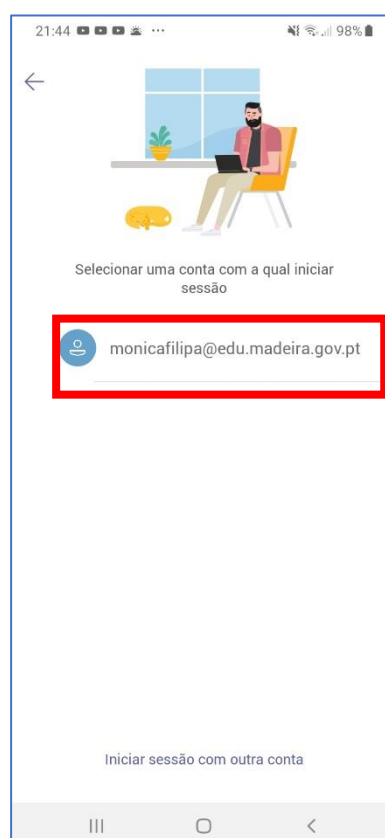 21:44 98%
Selecionar uma conta com a qual iniciar
sessão
monicafilipa@edu.madeira.gov.pt
Iniciar sessão com outra conta